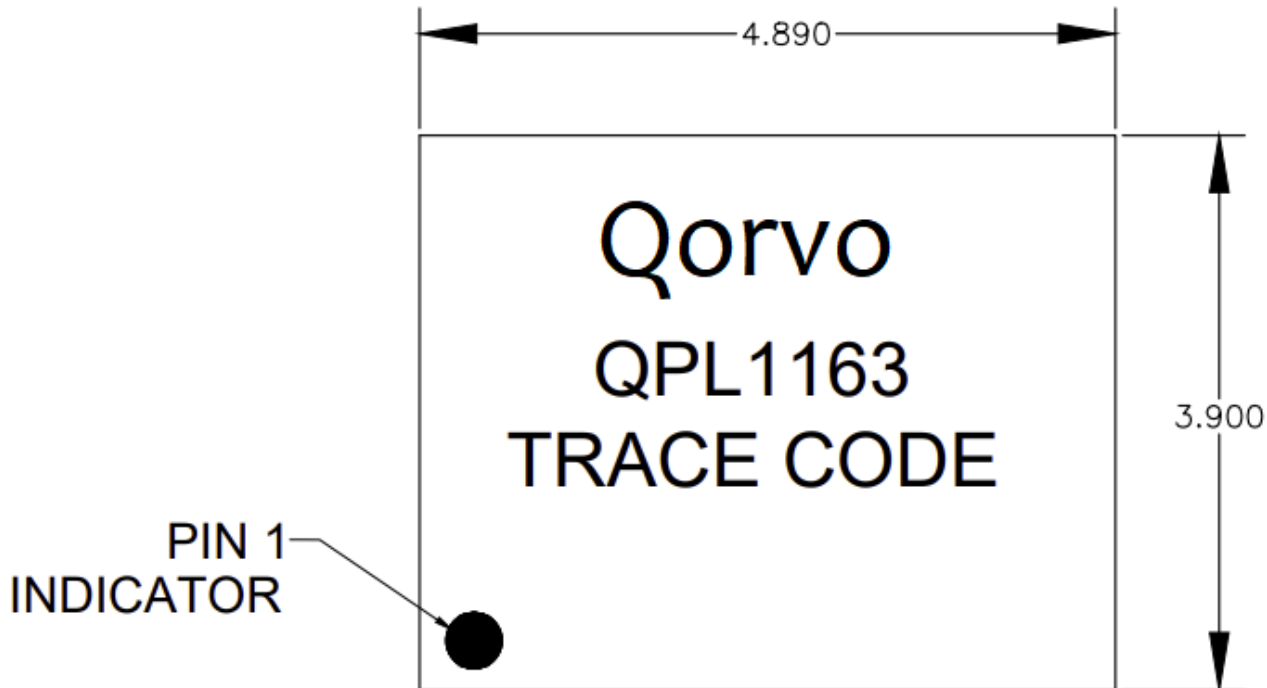 4.890
Qorvo
QPL1163
TRACE CODE
3.900
PIN 1
INDICATOR